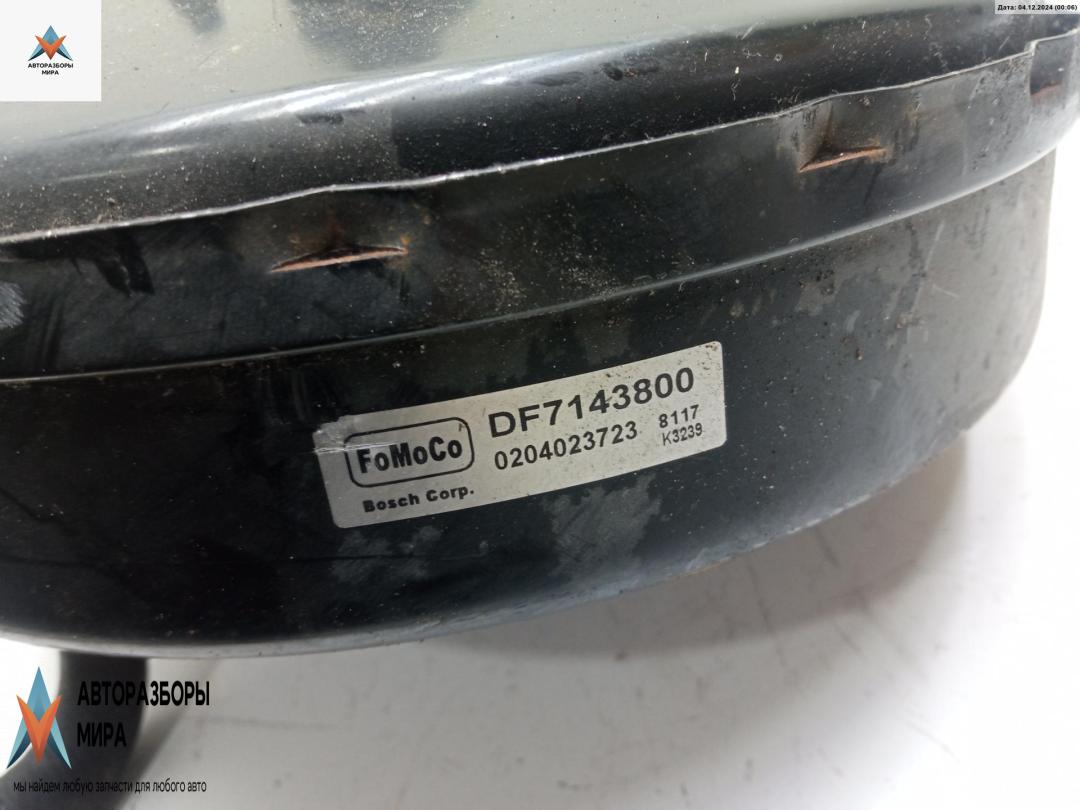 Дата: 04.12.2024 (00:06)
АВТОРАЗБОРЫ
МИРА
FoMoCo
Bosch Corp.
DF7143800
0204023723
8117
K3239
АВТОРАЗБОРЫ
МИРА
мы найдем любую запчасти для любого авто